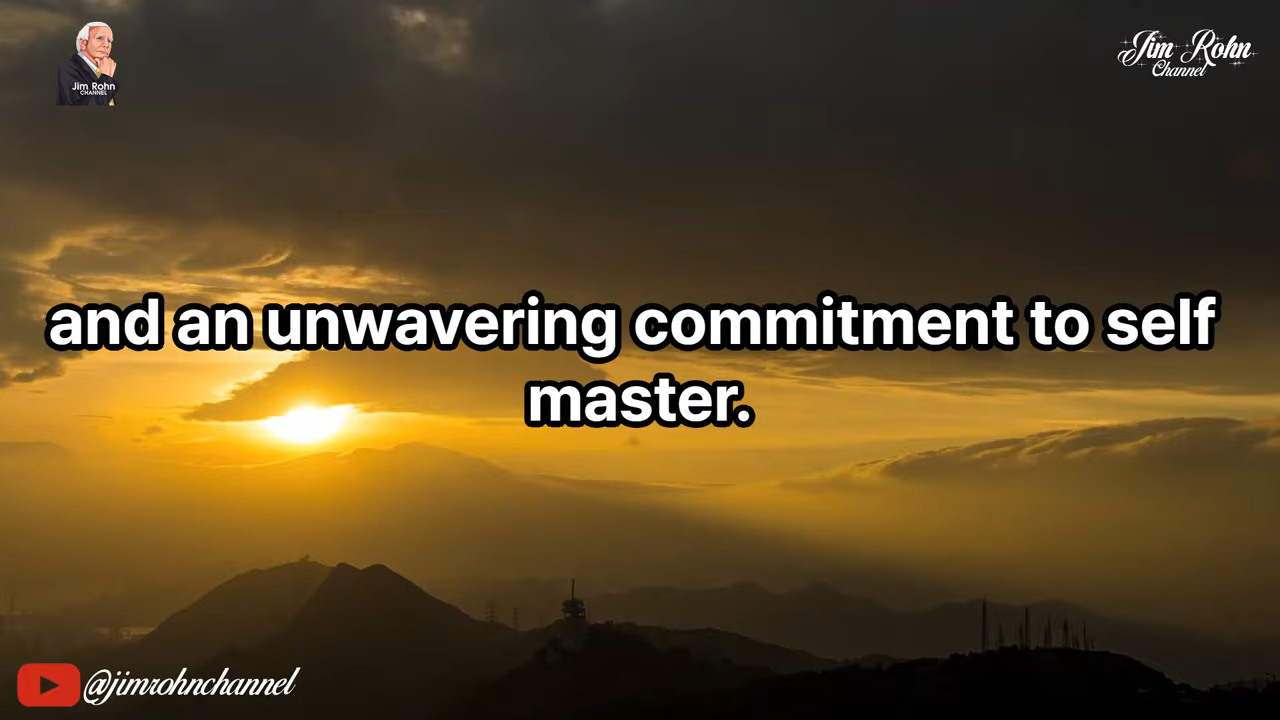 Jim Rohn
CHANNEL
Jim Rohn
Channel
and an unwavering commitment to self
master.
@jimrohnchannel